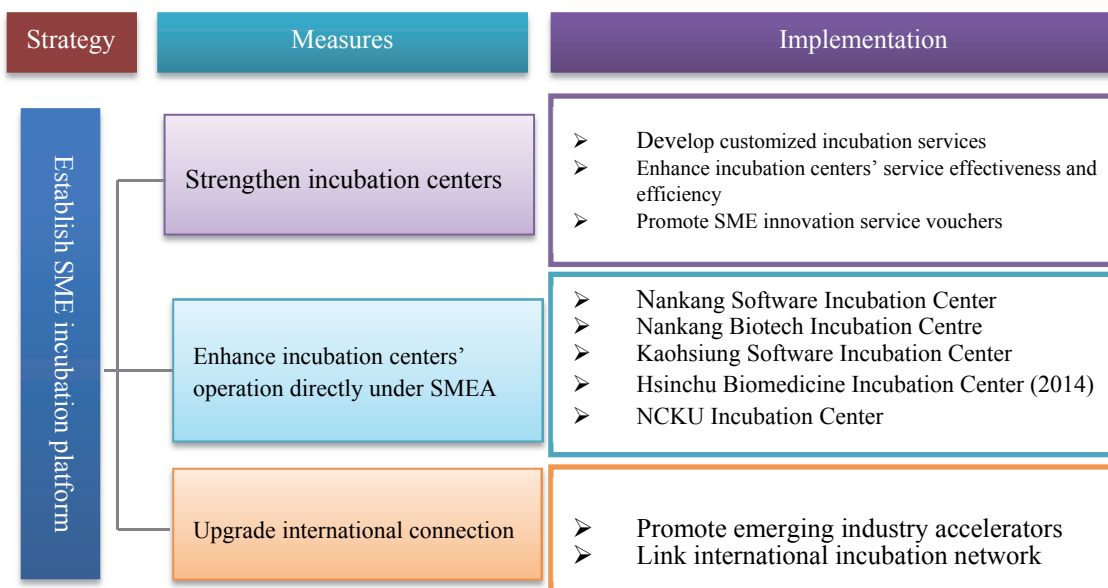 Strategy
Measures
Implementation
Establish SME incubation platform
Strengthen incubation centers
➢ Develop customized incubation services
➢ Enhance incubation centers’ service effectiveness and
efficiency
➢ Promote SME innovation service vouchers
Enhance incubation centers’
operation directly under SMEA
➢ Nankang Software Incubation Center
➢ Nankang Biotech Incubation Centre
➢ Kaohsiung Software Incubation Center
➢ Hsinchu Biomedicine Incubation Center (2014)
➢ NCKU Incubation Center
Upgrade international connection
➢ Promote emerging industry accelerators
➢ Link international incubation network